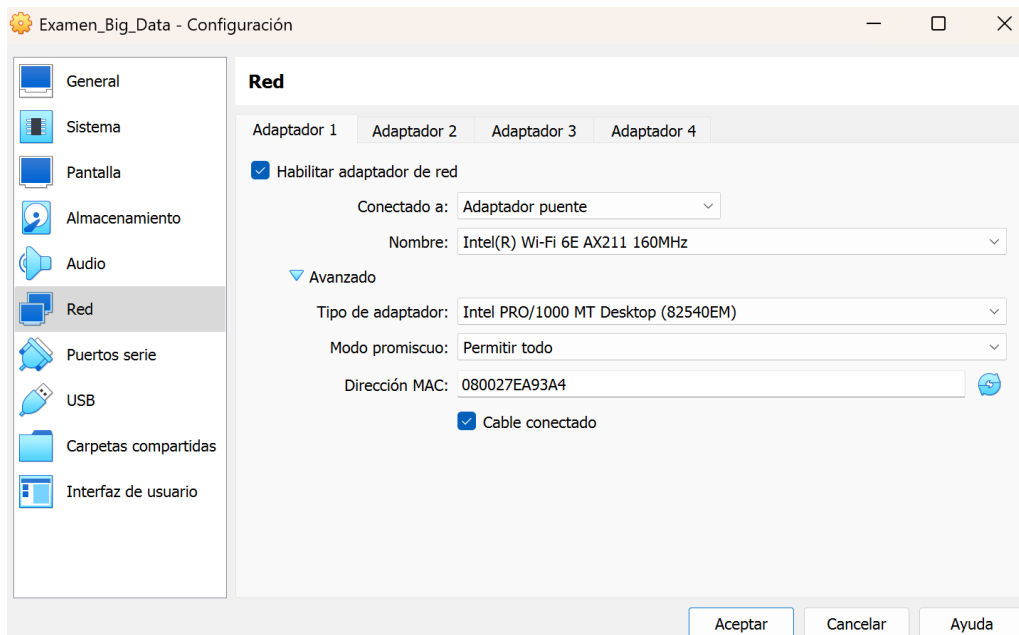 Examen_Big_Data - Configuración
General
Sistema
Pantalla
Almacenamiento
Audio
Red
Puertos serie
USB
Carpetas compartidas
Interfaz de usuario
Red
Adaptador 1 Adaptador 2 Adaptador 3 Adaptador 4
Habilitar adaptador de red
Conectado a: Adaptador puente
Nombre: Intel(R) Wi-Fi 6E AX211 160MHz
Avanzado
Tipo de adaptador: Intel PRO/1000 MT Desktop (82540EM)
Modo promiscuo: Permitir todo
Dirección MAC: 080027EA93A4
Cable conectado
Aceptar Cancelar Ayuda